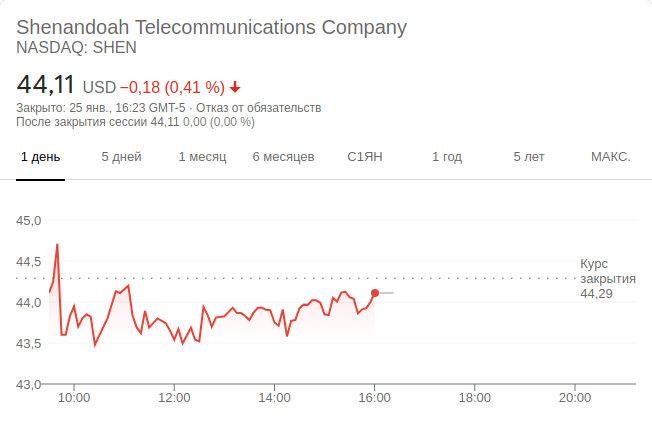 Shenandoah Telecommunications Company
NASDAQ: SHEN
44,11 USD −0,18 (0,41 %)
Закрыто: 25 янв., 16:23 GMT-5 · Отказ от обязательств
После закрытия сессии 44,11 0,00 (0,00 %)
1 день 5 дней 1 месяц 6 месяцев С1ЯН 1 год 5 лет МАКС.
45,0
44,5
Курс
закрытия
44,29
44,0
43,5
43,0
10:00 12:00 14:00 16:00 18:00 20:00